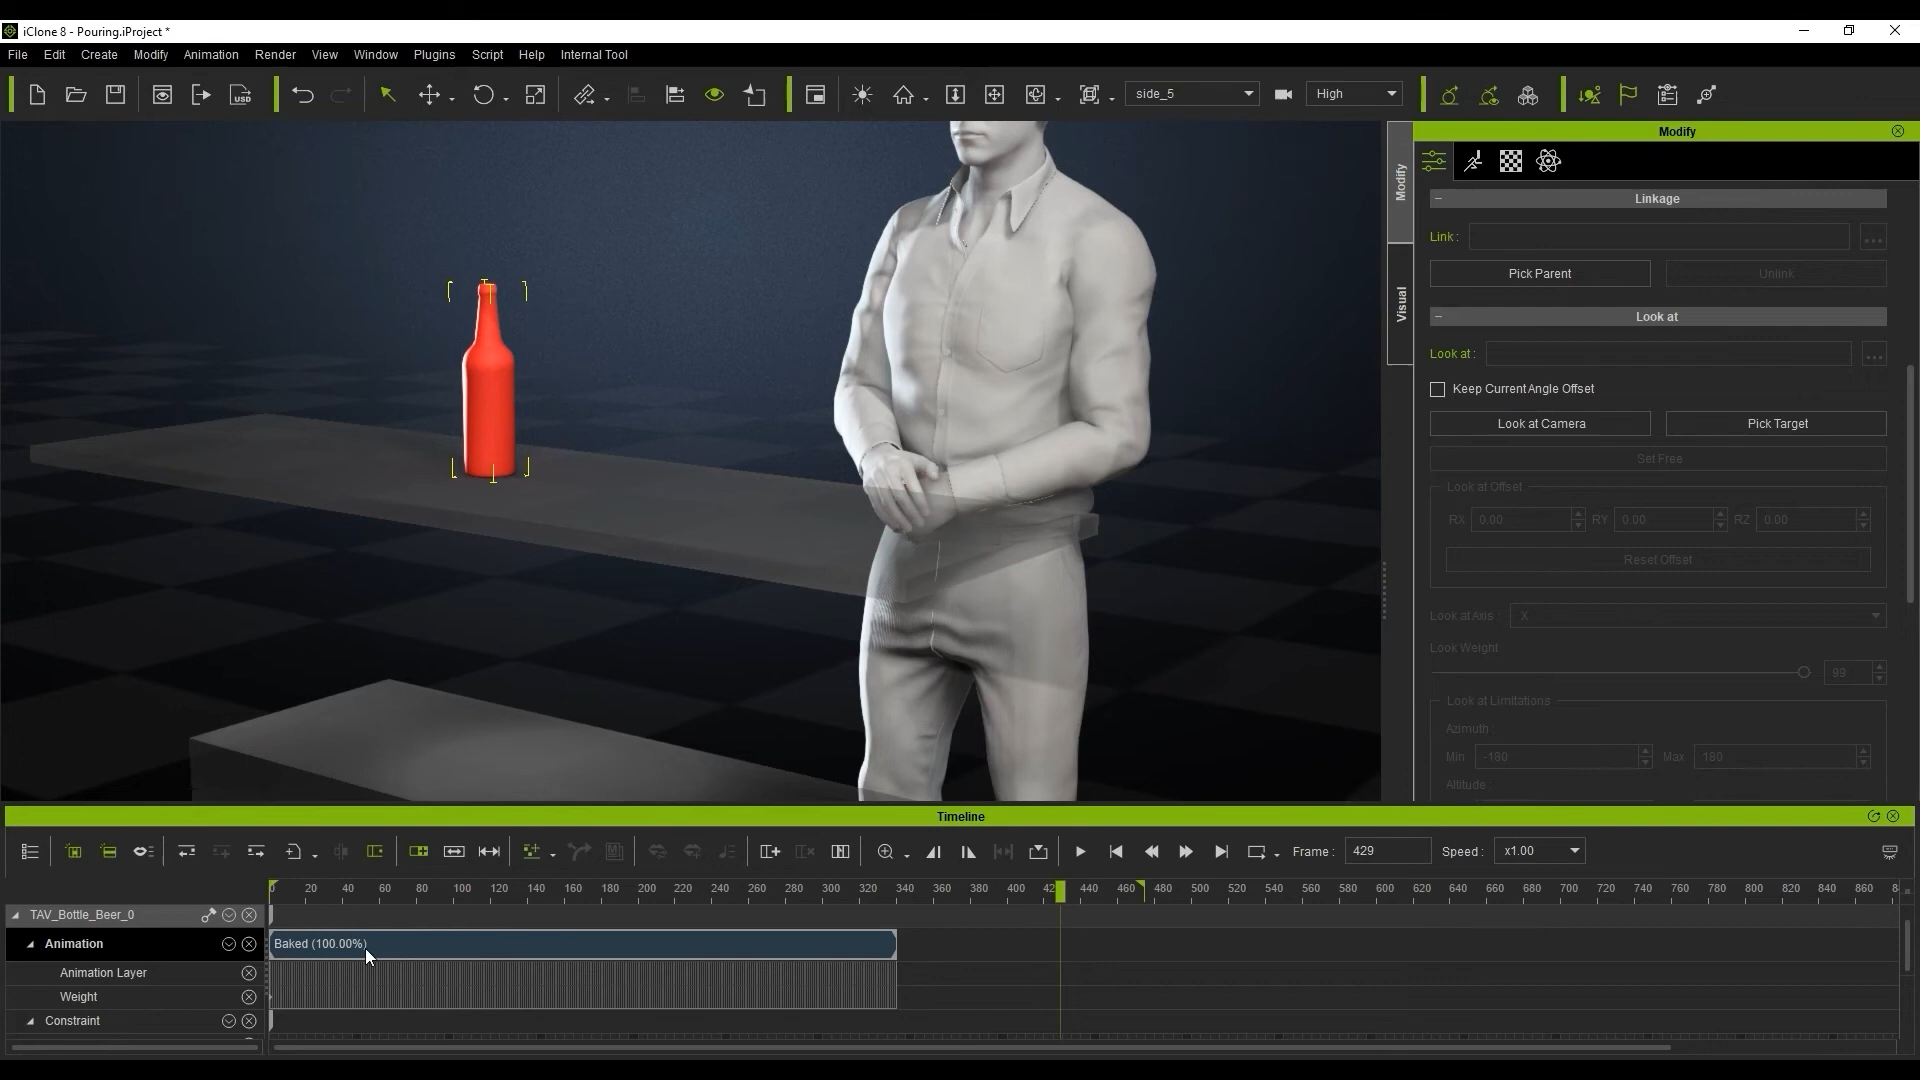 iClone 8 - Pouring.iProject *
File Edit Create Modify Animation Render View Window Plugins Script Help Internal Tool
USD side_5 High
Modify
Modify
Visual
Linkage
Link :
Pick Parent Unlink
Look at
Look at :
Keep Current Angle Offset
Look at Camera Pick Target
Set Free
Look at Offset
RX 0.00 RY 0.00 RZ 0.00
Reset Offset
Look at Axis : X
Look Weight
99
Look at Limitations
Azimuth :
Min -180 Max 180
Altitude :
Timeline
Frame : 429 Speed : x1.00
0 20 40 60 80 100 120 140 160 180 200 220 240 260 280 300 320 340 360 380 400 42 440 460 480 500 520 540 560 580 600 620 640 660 680 700 720 740 760 780 800 820 840 860 8
TAV_Bottle_Beer_0
Animation Baked (100.00%)
Animation Layer
Weight
Constraint